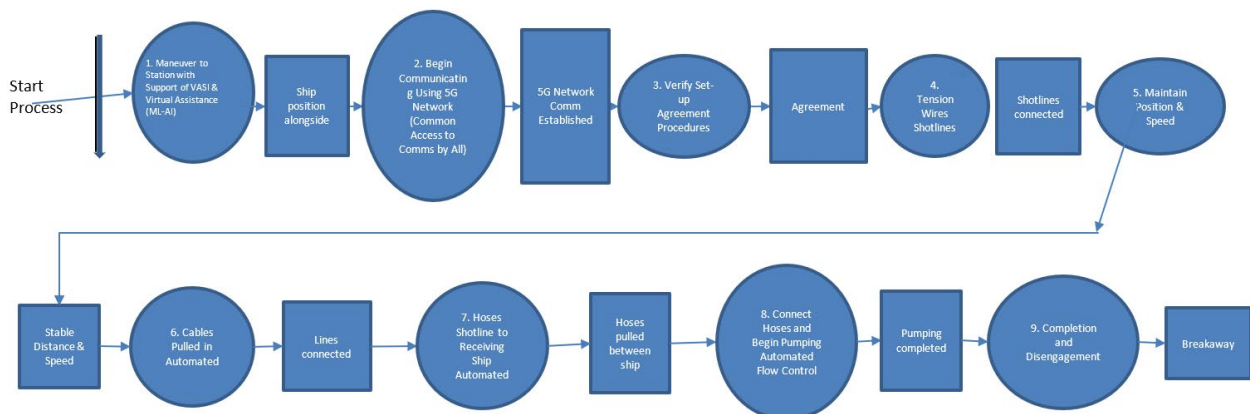 Start
Process
1. Maneuver to
Station with
Support of VASI &
Virtual Assistance
(ML-AI)
Ship
position
alongside
2. Begin
Communicatin
g Using 5G
Network
(Common
Access to
Comms by All)
5G Network
Comm
Established
3. Verify Set-
up
Agreement
Procedures
Agreement
4.
Tension
Wires
Shotlines
Shotlines
connected
5. Maintain
Position &
Speed
Stable
Distance &
Speed
6. Cables
Pulled in
Automated
Lines
connected
7. Hoses
Shotline to
Receiving
Ship
Automated
Hoses
pulled
between
ship
8. Connect
Hoses and
Begin Pumping
Automated
Flow Control
Pumping
completed
9. Completion
and
Disengagement
Breakaway